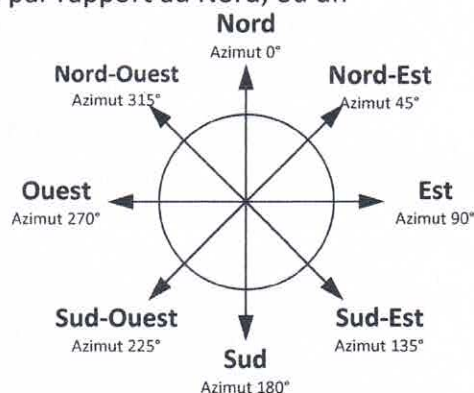 par rapport au Nord, ou un
Nord
Azimut 0°
Nord-Ouest
Azimut 315°
Nord-Est
Azimut 45°
Ouest
Azimut 270°
Est
Azimut 90°
Sud-Ouest
Azimut 225°
Sud-Est
Azimut 135°
Sud
Azimut 180°